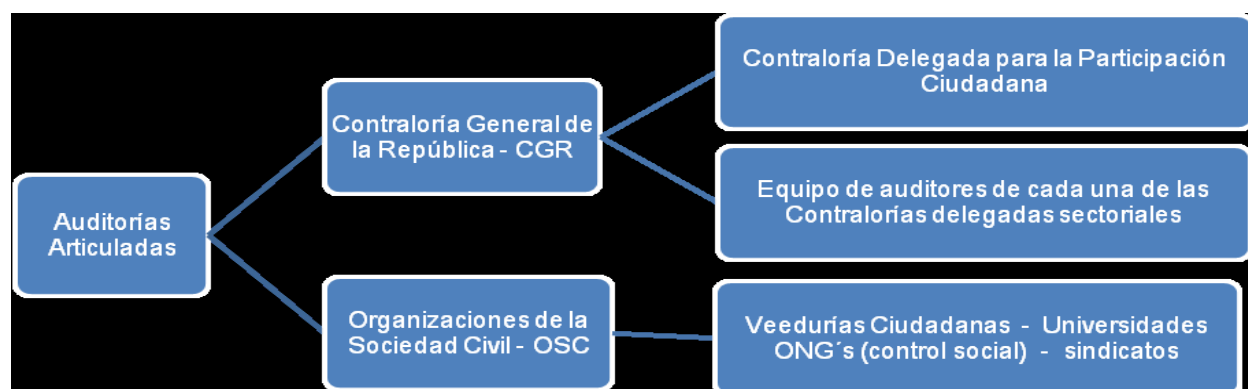 Auditorías
Articuladas
Contraloría General de
la República - CGR
Contraloría Delegada para la Participación
Ciudadana
Equipo de auditores de cada una de las
Contralorías delegadas sectoriales
Organizaciones de la
Sociedad Civil - OSC
Veedurías Ciudadanas - Universidades
ONG´s (control social) - sindicatos